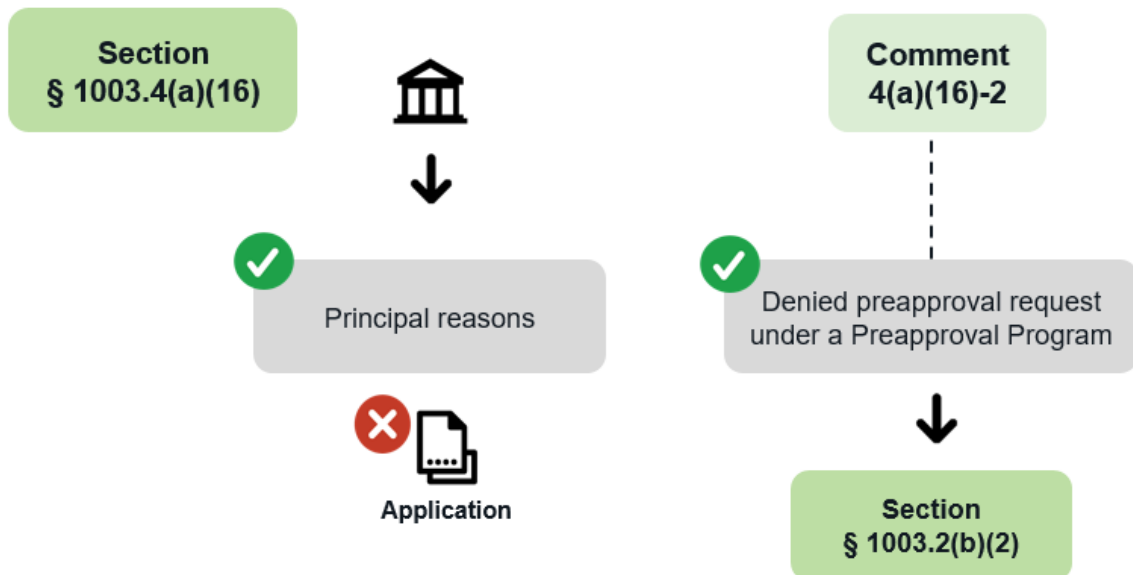 Section
§ 1003.4(a)(16)
Principal reasons
Application
Comment
4(a)(16)-2
Denied preapproval request
under a Preapproval Program
Section
§ 1003.2(b)(2)